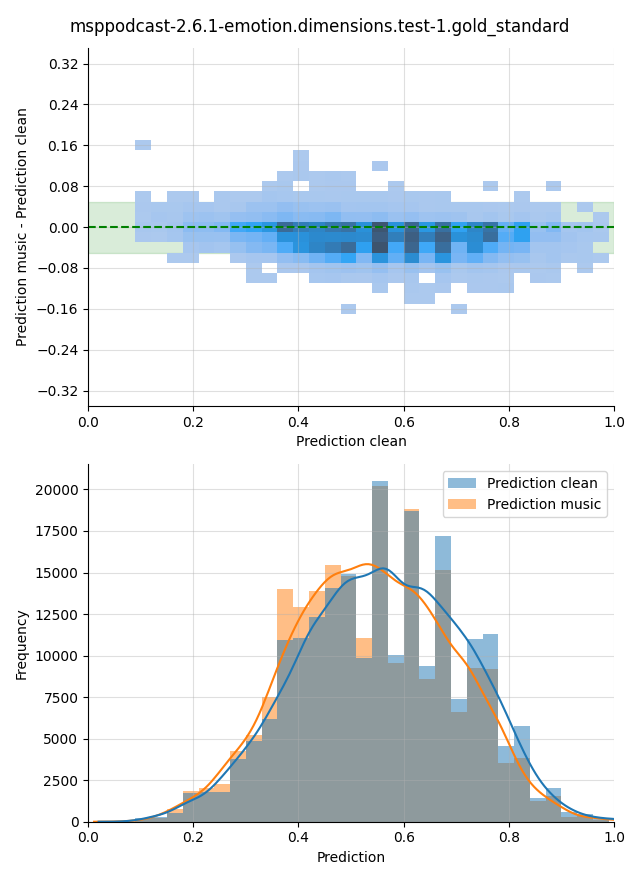 msppodcast-2.6.1-emotion.dimensions.test-1.gold_standard
0.32
0.24
0.16
0.08
0.00
−0.08
−0.16
−0.24
−0.32
Prediction music - Prediction clean
0.0 0.2 0.4 0.6 0.8 1.0
Prediction clean
Prediction clean
Prediction music
20000
17500
15000
12500
10000
7500
5000
2500
0
Frequency
0.0 0.2 0.4 0.6 0.8 1.0
Prediction